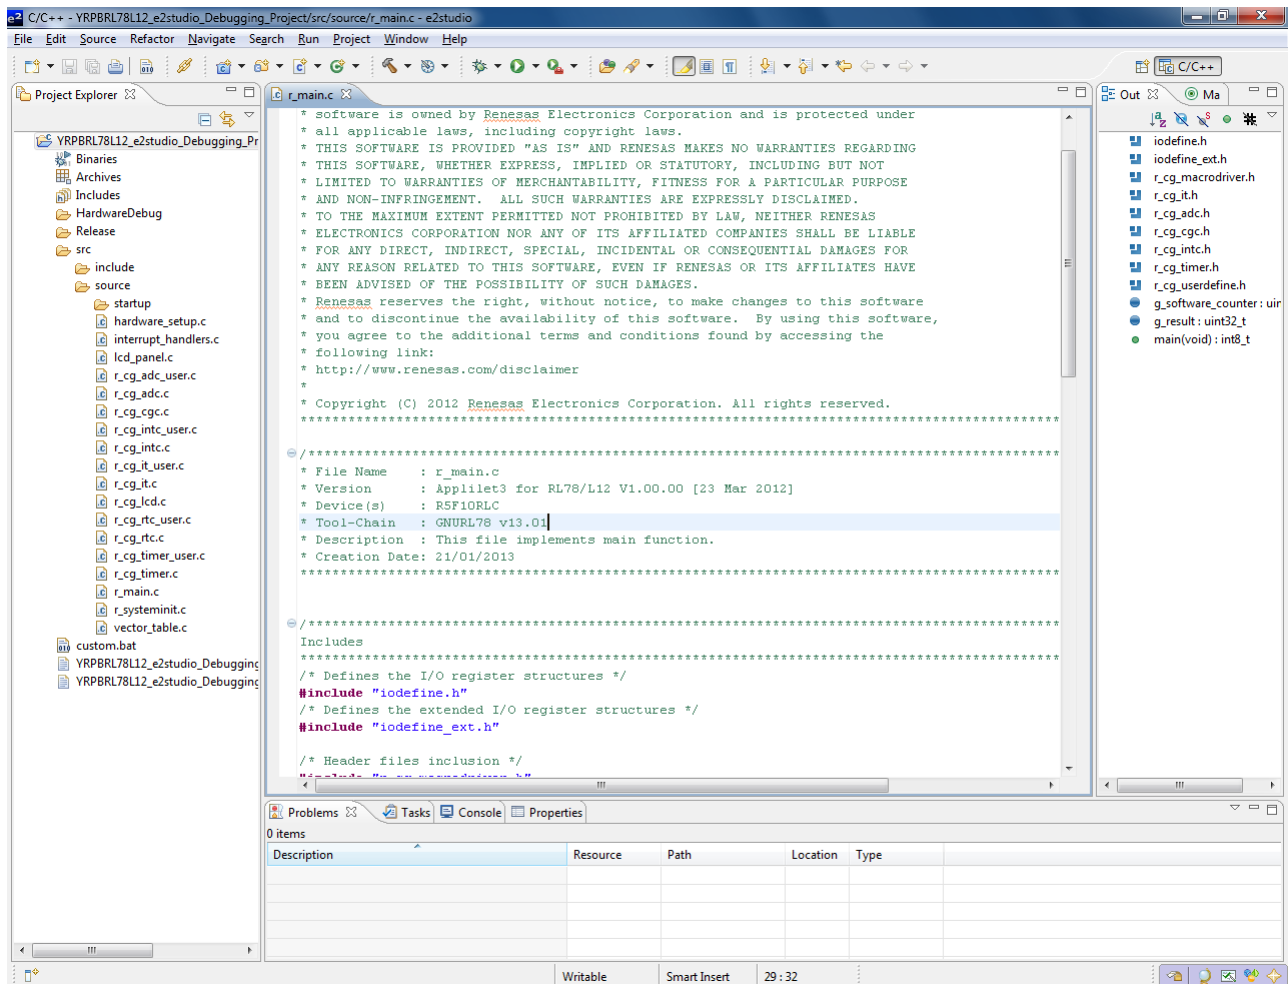 C/C++ - YRPBRL78L12_e2studio_Debugging_Project/src/source/r_main.c - e2studio
File Edit Source Refactor Navigate Search Run Project Window Help
C/C++
Project Explorer
YRPBRL78L12_e2studio_Debugging_Pr
Binaries
Archives
Includes
HardwareDebug
Release
src
include
source
startup
hardware_setup.c
interrupt_handlers.c
lcd_panel.c
r_cg_adc_user.c
r_cg_adc.c
r_cg_cgc.c
r_cg_intc_user.c
r_cg_intc.c
r_cg_it_user.c
r_cg_it.c
r_cg_lcd.c
r_cg_rtc_user.c
r_cg_rtc.c
r_cg_timer_user.c
r_cg_timer.c
r_main.c
r_systeminit.c
vector_table.c
custom.bat
YRPBRL78L12_e2studio_Debugging
YRPBRL78L12_e2studio_Debugging
r_main.c
* software is owned by Renesas Electronics Corporation and is protected under
* all applicable laws, including copyright laws.
* THIS SOFTWARE IS PROVIDED "AS IS" AND RENESAS MAKES NO WARRANTIES REGARDING
* THIS SOFTWARE, WHETHER EXPRESS, IMPLIED OR STATUTORY, INCLUDING BUT NOT
* LIMITED TO WARRANTIES OF MERCHANTABILITY, FITNESS FOR A PARTICULAR PURPOSE
* AND NON-INFRINGEMENT.  ALL SUCH WARRANTIES ARE EXPRESSLY DISCLAIMED.
* TO THE MAXIMUM EXTENT PERMITTED NOT PROHIBITED BY LAW, NEITHER RENESAS
* ELECTRONICS CORPORATION NOR ANY OF ITS AFFILIATED COMPANIES SHALL BE LIABLE
* FOR ANY DIRECT, INDIRECT, SPECIAL, INCIDENTAL OR CONSEQUENTIAL DAMAGES FOR
* ANY REASON RELATED TO THIS SOFTWARE, EVEN IF RENESAS OR ITS AFFILIATES HAVE
* BEEN ADVISED OF THE POSSIBILITY OF SUCH DAMAGES.
* Renesas reserves the right, without notice, to make changes to this software
* and to discontinue the availability of this software.  By using this software,
* you agree to the additional terms and conditions found by accessing the
* following link:
* http://www.renesas.com/disclaimer
*
* Copyright (C) 2012 Renesas Electronics Corporation. All rights reserved.
***********************************************************************************************
/**********************************************************************************************
* File Name    : r_main.c
* Version      : Applilet3 for RL78/L12 V1.00.00 [23 Mar 2012]
* Device(s)    : R5F10RLC
* Tool-Chain   : GNURL78 v13.01
* Description  : This file implements main function.
* Creation Date: 21/01/2013
***********************************************************************************************
/**********************************************************************************************
Includes
***********************************************************************************************
/* Defines the I/O register structures */
#include "iodefine.h"
/* Defines the extended I/O register structures */
#include "iodefine_ext.h"
/* Header files inclusion */
#include "r_cg_macrodriver.h"
Out Ma
iodefine.h
iodefine_ext.h
r_cg_macrodriver.h
r_cg_it.h
r_cg_adc.h
r_cg_cgc.h
r_cg_intc.h
r_cg_timer.h
r_cg_userdefine.h
g_software_counter : uir
g_result : uint32_t
main(void) : int8_t
Problems Tasks Console Properties
0 items
Description Resource Path Location Type
Writable Smart Insert 29 : 32